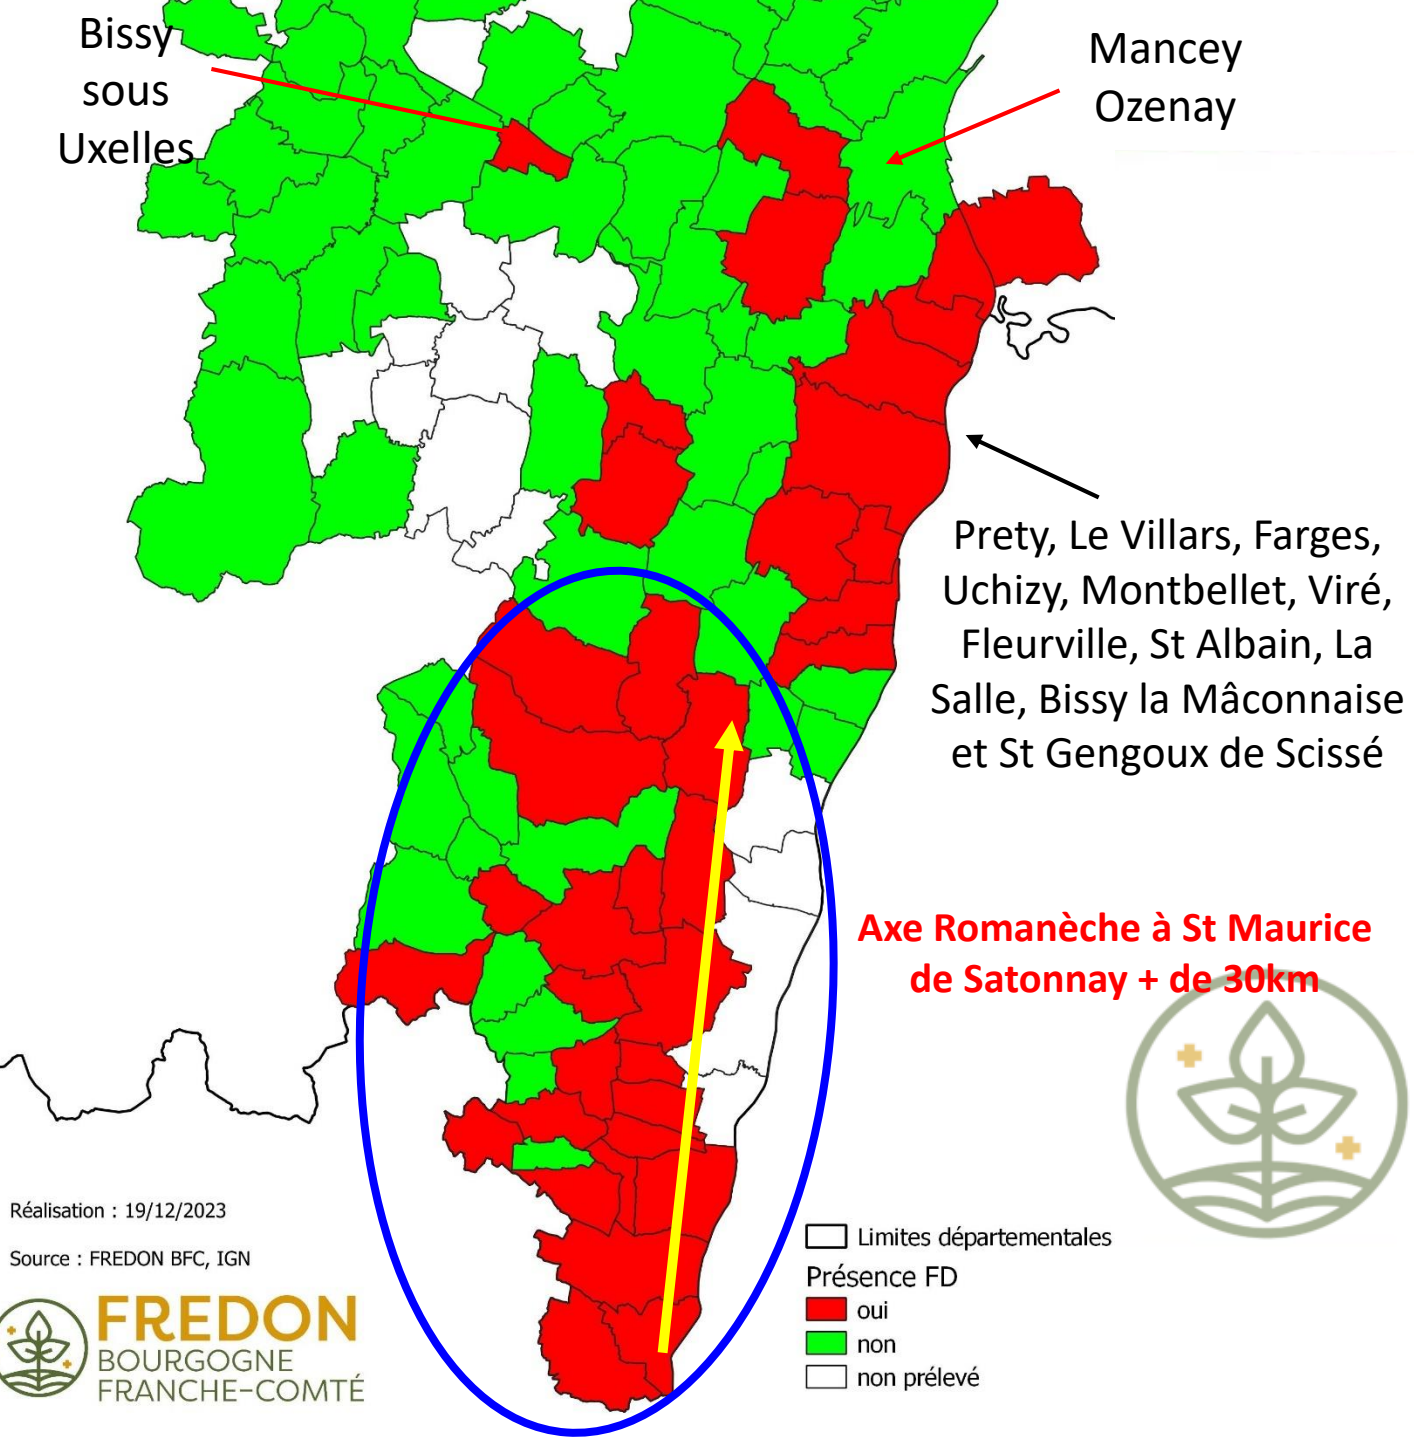 Bissy
sous
Uxelles
Mancey
Ozenay
Prety, Le Villars, Farges,
Uchizy, Montbellet, Viré,
Fleurville, St Albain, La
Salle, Bissy la Mâconnaise
et St Gengoux de Scissé
Axe Romanèche à St Maurice
de Satonnay + de 30km
Réalisation : 19/12/2023
Source : FREDON BFC, IGN
FREDON
BOURGOGNE
FRANCHE-COMTÉ
Limites départementales
Présence FD
oui
non
non prélevé